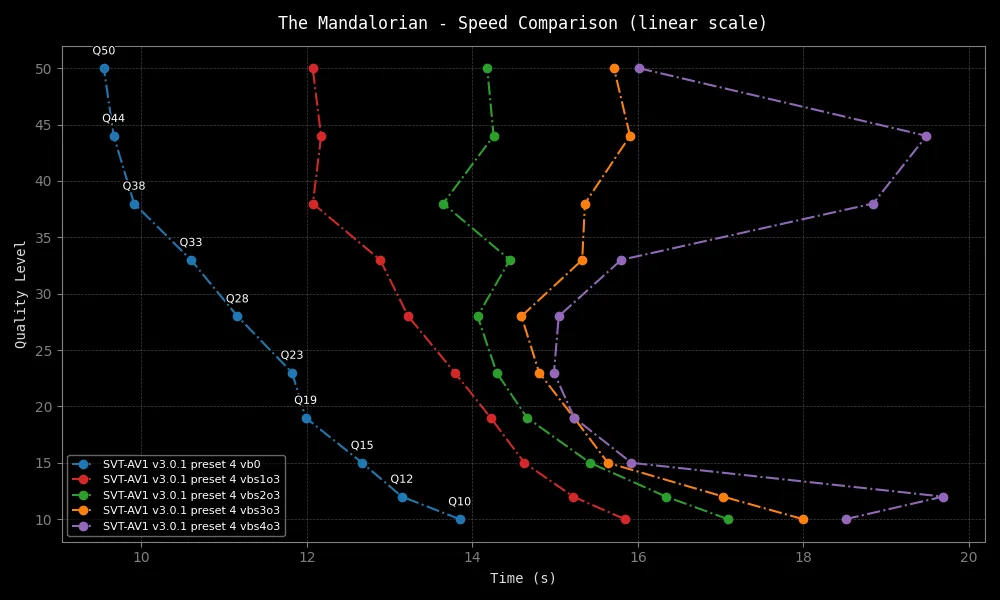 The Mandalorian - Speed Comparison (linear scale)
Q50
50
Q44
45
Q38
40
Q33
35
Q28
30
Q23
25
Q19
20
Q15
15
Q12
Q10
10
Quality Level
SVT-AV1 v3.0.1 preset 4 vb0
SVT-AV1 v3.0.1 preset 4 vbs1o3
SVT-AV1 v3.0.1 preset 4 vbs2o3
SVT-AV1 v3.0.1 preset 4 vbs3o3
SVT-AV1 v3.0.1 preset 4 vbs4o3
10 12 14 16 18 20
Time (s)